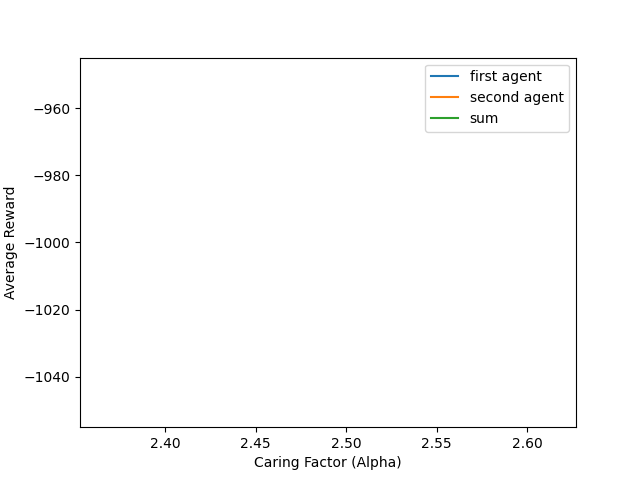 first agent
second agent
sum
−960
−980
−1000
−1020
−1040
Average Reward
2.40 2.45 2.50 2.55 2.60
Caring Factor (Alpha)